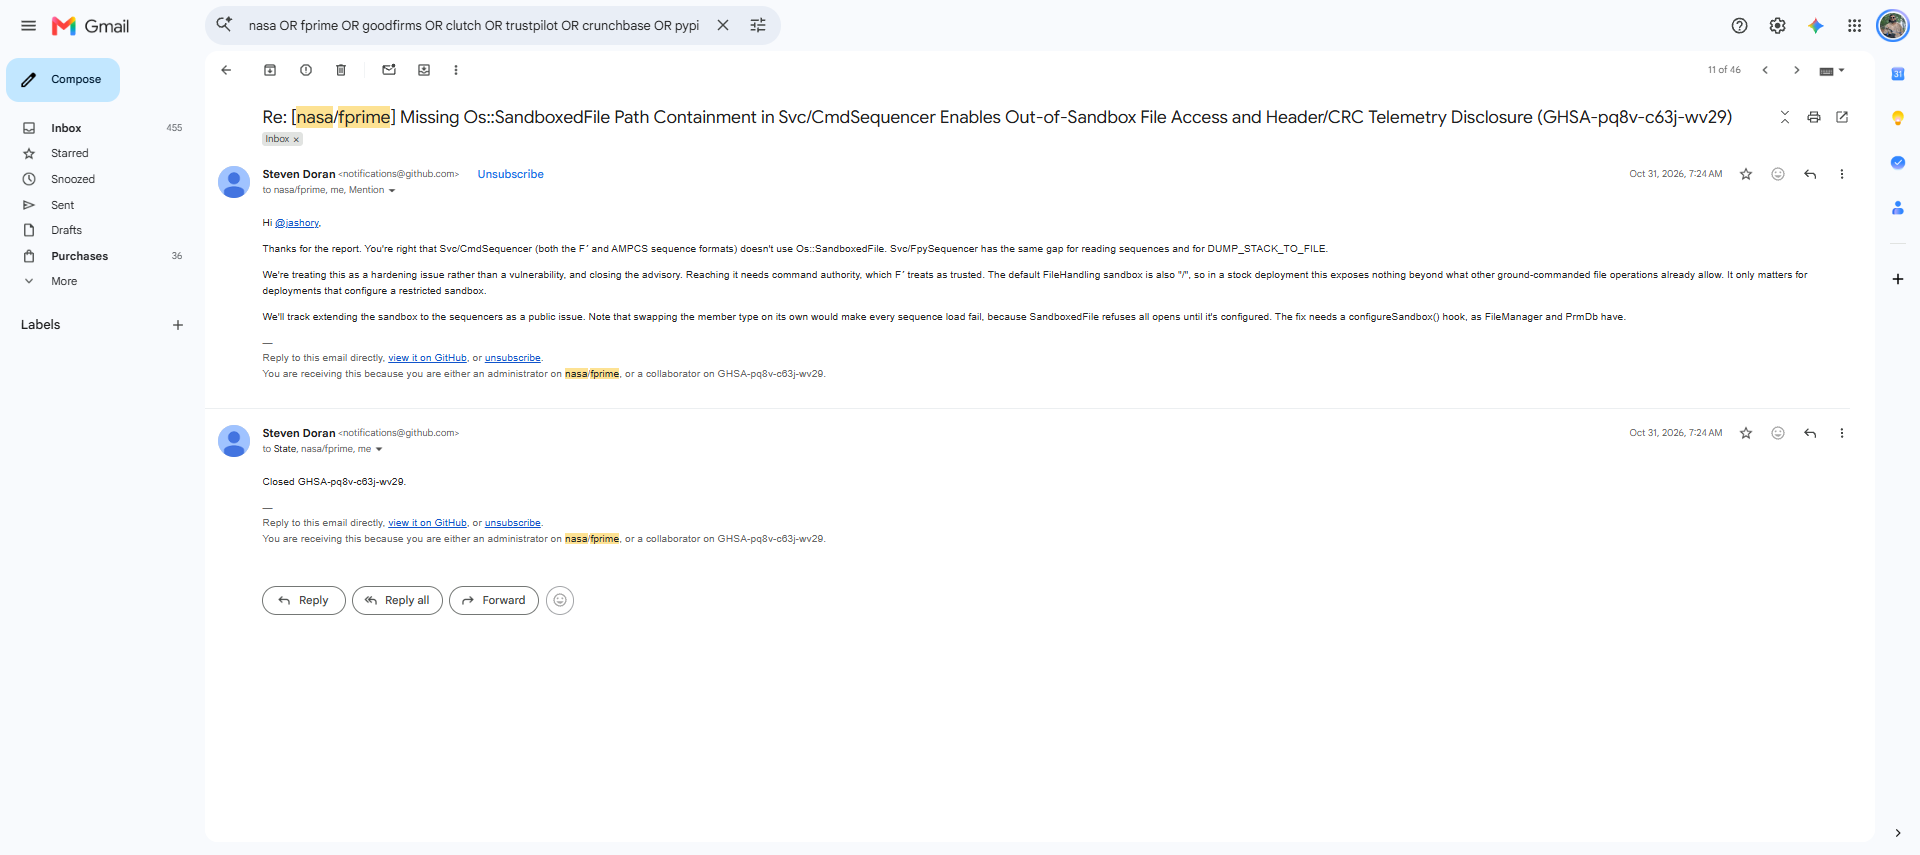 Gmail
nasa OR fprime OR goodfirms OR clutch OR trustpilot OR crunchbase OR pypi
Compose
Inbox 455
Starred
Snoozed
Sent
Drafts
Purchases 36
More
Labels
11 of 46
Re: [nasa/fprime] Missing Os::SandboxedFile Path Containment in Svc/CmdSequencer Enables Out-of-Sandbox File Access and Header/CRC Telemetry Disclosure (GHSA-pq8v-c63j-wv29)
Inbox x
Steven Doran <notifications@github.com> Unsubscribe Oct 31, 2026, 7:24 AM
to nasa/fprime, me, Mention
Hi @jashory,
Thanks for the report. You're right that Svc/CmdSequencer (both the F´ and AMPCS sequence formats) doesn't use Os::SandboxedFile. Svc/FpySequencer has the same gap for reading sequences and for DUMP_STACK_TO_FILE.
We're treating this as a hardening issue rather than a vulnerability, and closing the advisory. Reaching it needs command authority, which F´ treats as trusted. The default FileHandling sandbox is also "/", so in a stock deployment this exposes nothing beyond what other ground-commanded file operations already allow. It only matters for
deployments that configure a restricted sandbox.
We'll track extending the sandbox to the sequencers as a public issue. Note that swapping the member type on its own would make every sequence load fail, because SandboxedFile refuses all opens until it's configured. The fix needs a configureSandbox() hook, as FileManager and PrmDb have.
—
Reply to this email directly, view it on GitHub, or unsubscribe.
You are receiving this because you are either an administrator on nasa/fprime, or a collaborator on GHSA-pq8v-c63j-wv29.
Steven Doran <notifications@github.com> Oct 31, 2026, 7:24 AM
to State, nasa/fprime, me
Closed GHSA-pq8v-c63j-wv29.
—
Reply to this email directly, view it on GitHub, or unsubscribe.
You are receiving this because you are either an administrator on nasa/fprime, or a collaborator on GHSA-pq8v-c63j-wv29.
Reply Reply all Forward
31